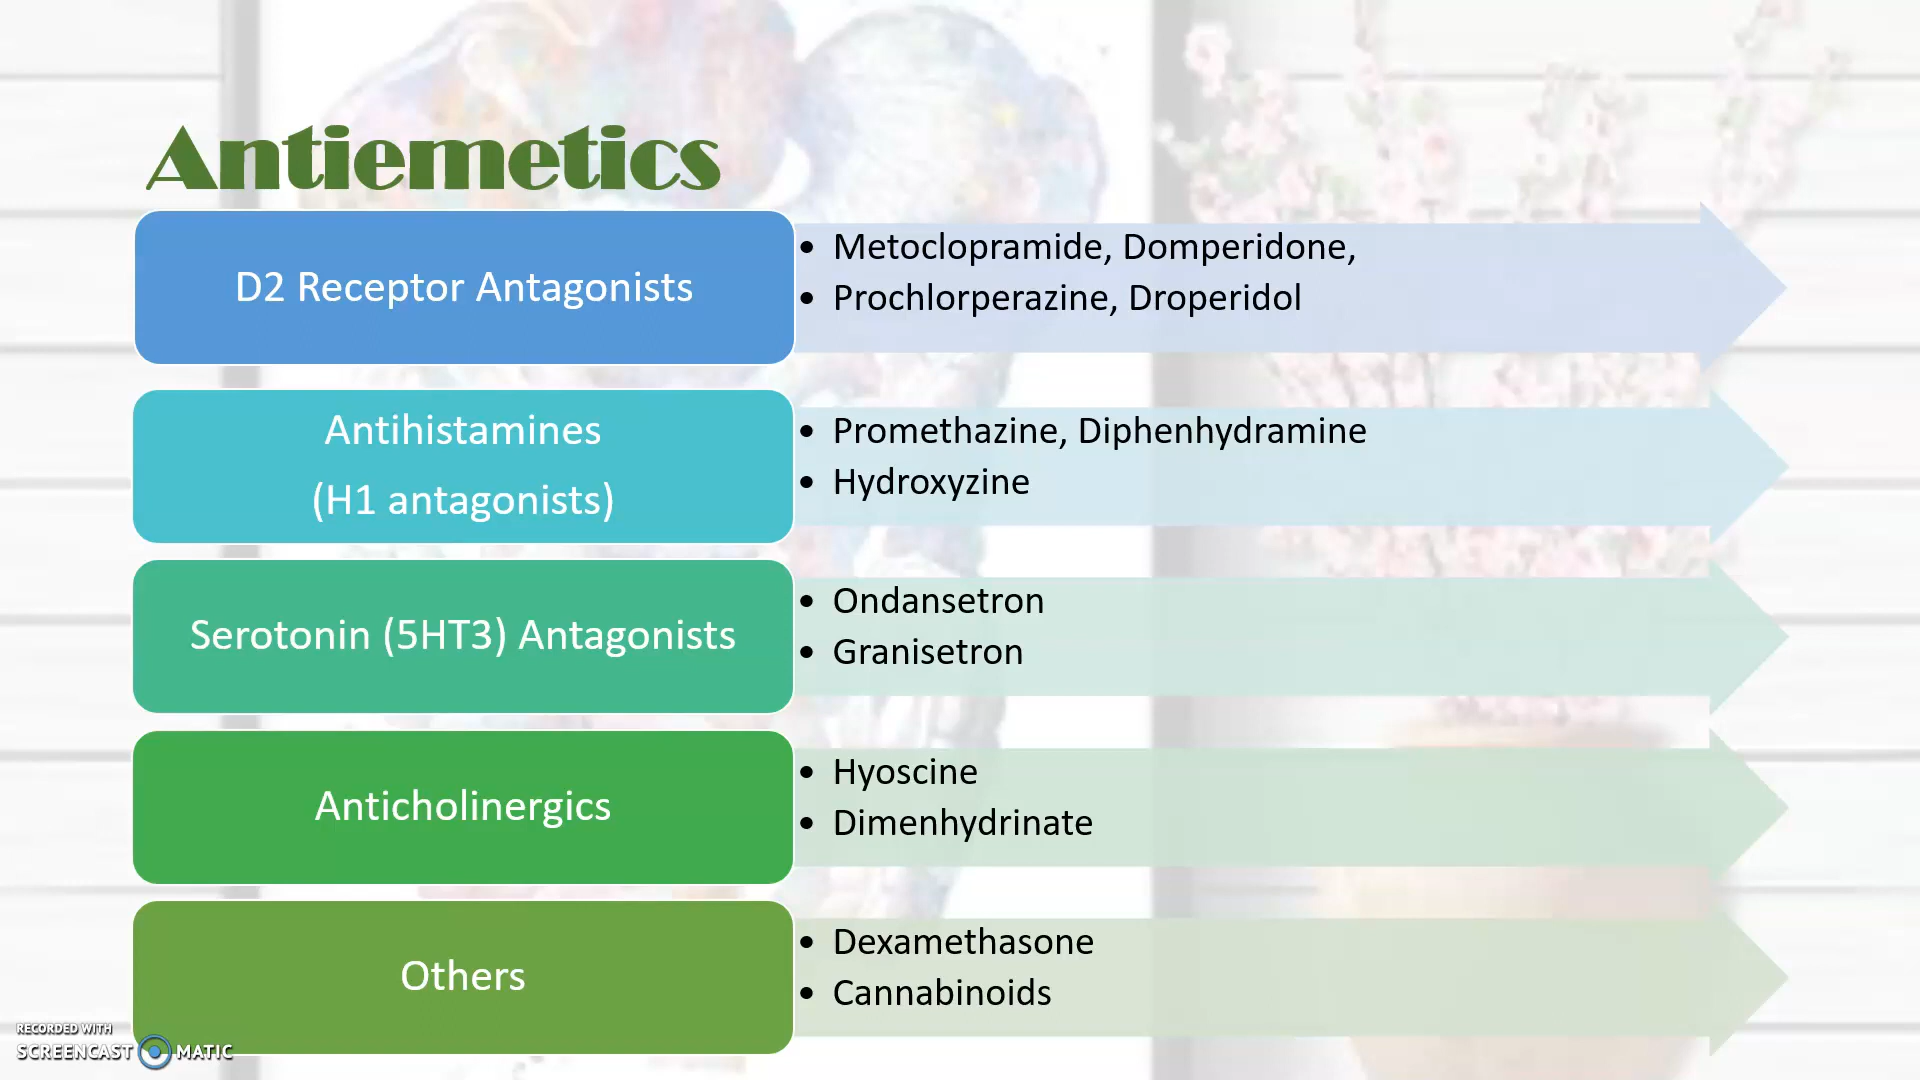 Antiemetics
D2 Receptor Antagonists
• Metoclopramide, Domperidone,
• Prochlorperazine, Droperidol
Antihistamines
(H1 antagonists)
• Promethazine, Diphenhydramine
• Hydroxyzine
Serotonin (5HT3) Antagonists
• Ondansetron
• Granisetron
Anticholinergics
• Hyoscine
• Dimenhydrinate
Others
• Dexamethasone
• Cannabinoids
RECORDED WITH
SCREENCAST MATIC